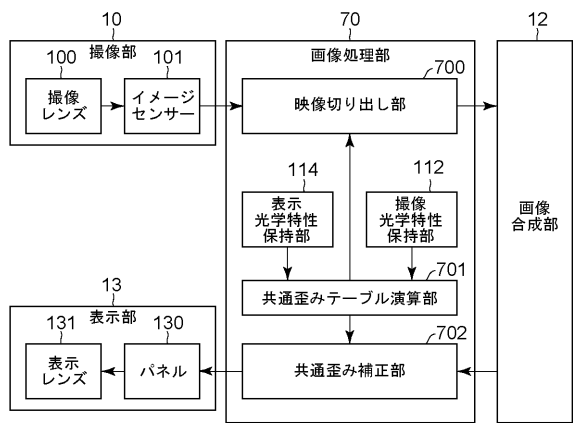 10
撮像部
100
撮像
レンズ
101
イメージ
センサー
70
画像処理部
700
映像切り出し部
114
表示
光学特性
保持部
112
撮像
光学特性
保持部
701
共通歪みテーブル演算部
702
共通歪み補正部
12
画像
合成部
13
表示部
131
表示
レンズ
130
パネル